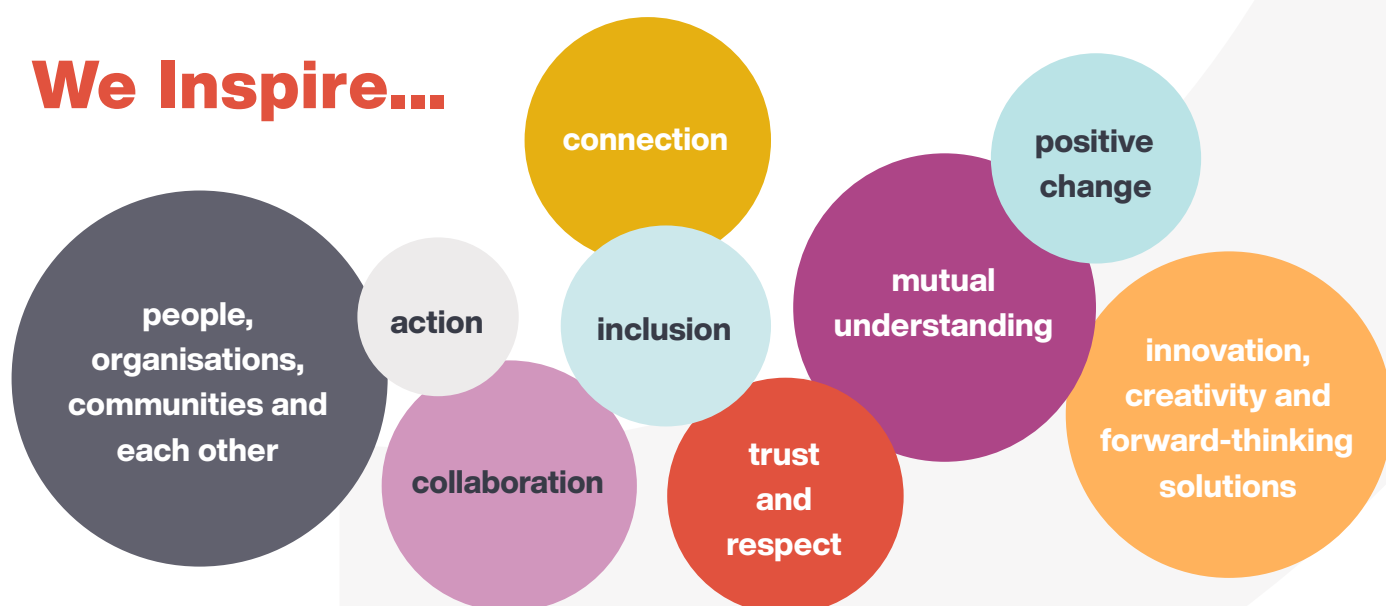 We Inspire...
people,
organisations,
communities and
each other
action
collaboration
connection
inclusion
trust
and
respect
mutual
understanding
positive
change
innovation,
creativity and
forward-thinking
solutions